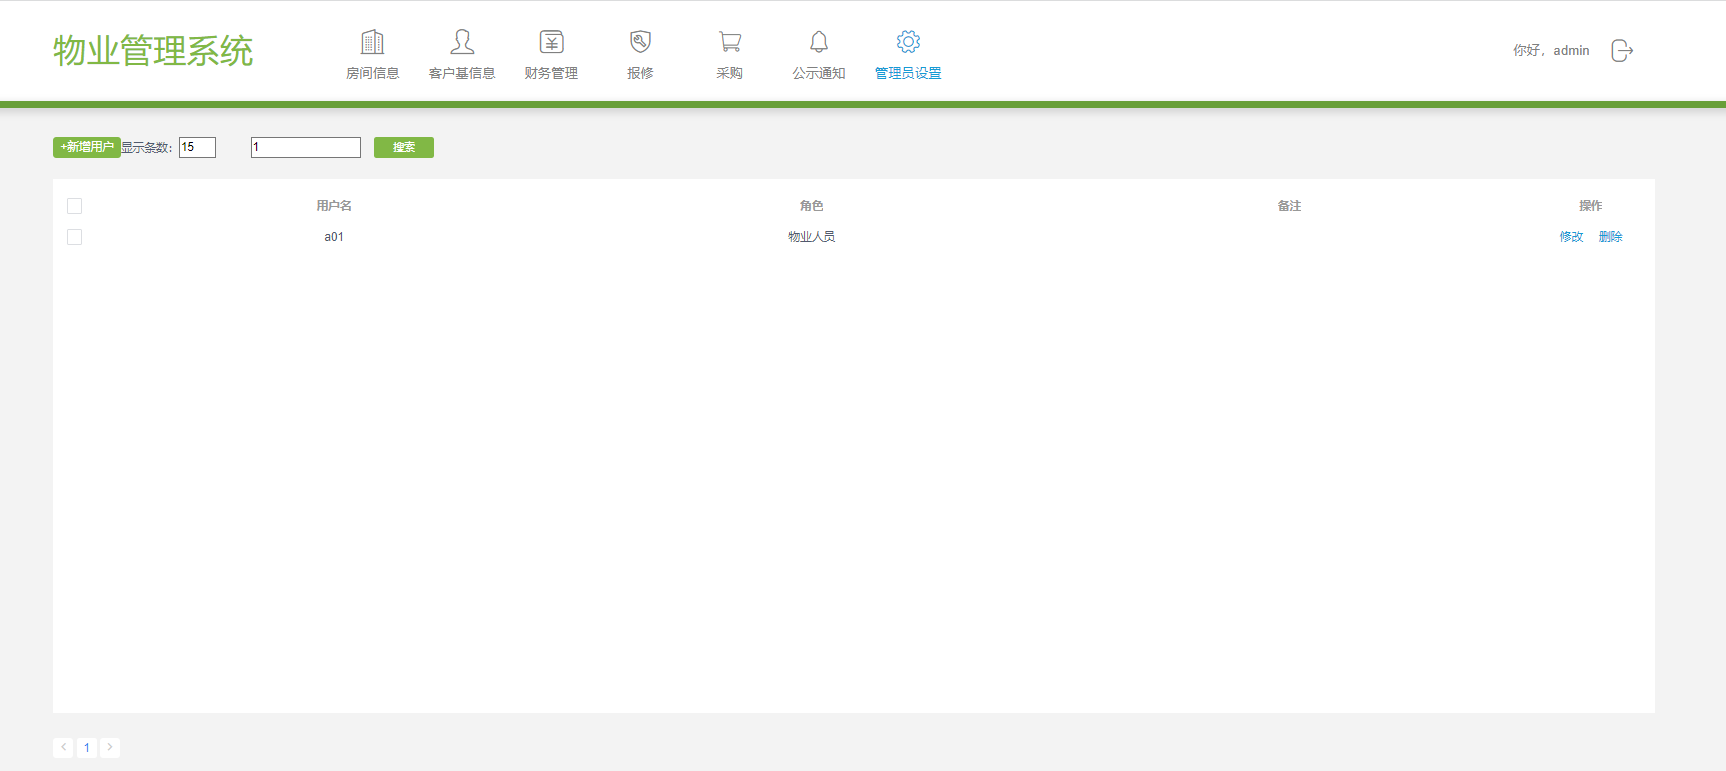 物业管理系统
房间信息 客户基信息 财务管理 报修 采购 公示通知 管理员设置
你好，admin
+新增用户 显示条数： 15 1 搜索
用户名 角色 备注 操作
a01 物业人员 修改 删除
1